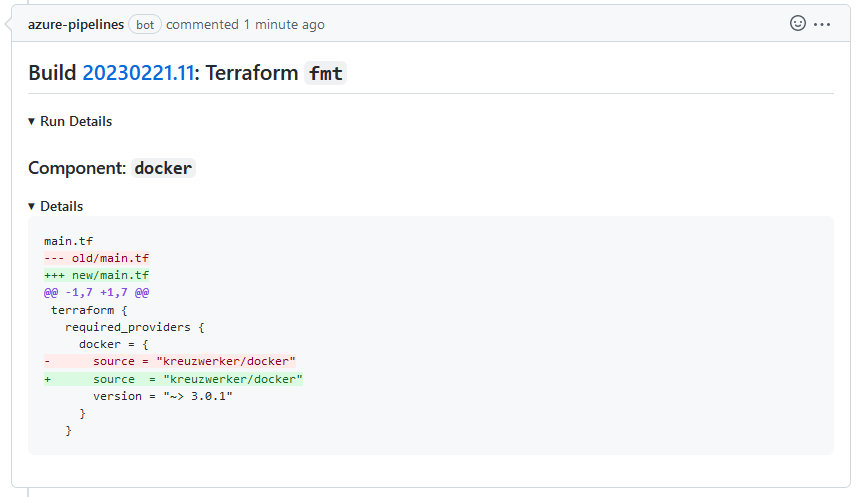 azure-pipelines bot commented 1 minute ago
Build 20230221.11: Terraform fmt
▾ Run Details
Component: docker
▾ Details
main.tf
--- old/main.tf
+++ new/main.tf
@@ -1,7 +1,7 @@
 terraform {
   required_providers {
     docker = {
-      source = "kreuzwerker/docker"
+      source  = "kreuzwerker/docker"
       version = "~> 3.0.1"
     }
   }